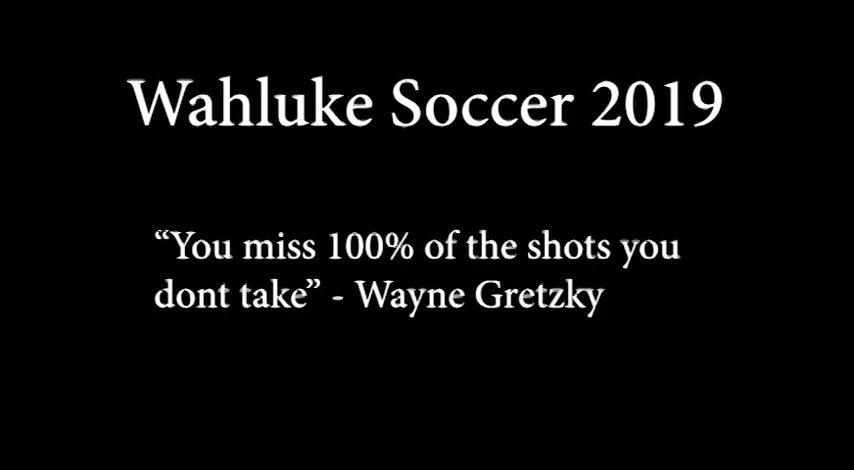 Wahluke Soccer 2019
“You miss 100% of the shots you
dont take” - Wayne Gretzky